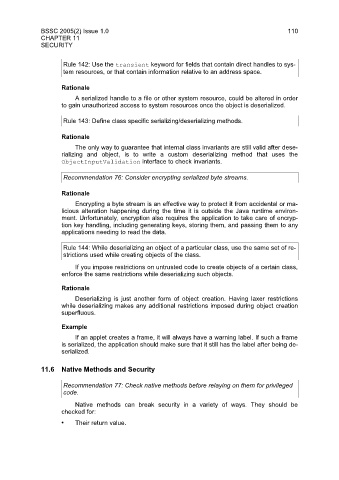 BSSC 2005(2) Issue 1.0 110
CHAPTER 11
SECURITY
Rule 142: Use the transient keyword for fields that contain direct handles to sys-
tem resources, or that contain information relative to an address space.
Rationale
A serialized handle to a file or other system resource, could be altered in order
to gain unauthorized access to system resources once the object is deserialized.
Rule 143: Define class specific serializing/deserializing methods.
Rationale
The only way to guarantee that internal class invariants are still valid after dese-
rializing and object, is to write a custom deserializing method that uses the
ObjectInputValidation interface to check invariants.
Recommendation 76: Consider encrypting serialized byte streams.
Rationale
Encrypting a byte stream is an effective way to protect it from accidental or ma-
licious alteration happening during the time it is outside the Java runtime environ-
ment. Unfortunately, encryption also requires the application to take care of encryp-
tion key handling, including generating keys, storing them, and passing them to any
applications needing to read the data.
Rule 144: While deserializing an object of a particular class, use the same set of re-
strictions used while creating objects of the class.
If you impose restrictions on untrusted code to create objects of a certain class,
enforce the same restrictions while deserializing such objects.
Rationale
Deserializing is just another form of object creation. Having laxer restrictions
while deserializing makes any additional restrictions imposed during object creation
superfluous.
Example
If an applet creates a frame, it will always have a warning label. If such a frame
is serialized, the application should make sure that it still has the label after being de-
serialized.
11.6 Native Methods and Security
Recommendation 77: Check native methods before relaying on them for privileged
code.
Native methods can break security in a variety of ways. They should be
checked for:
• Their return value.